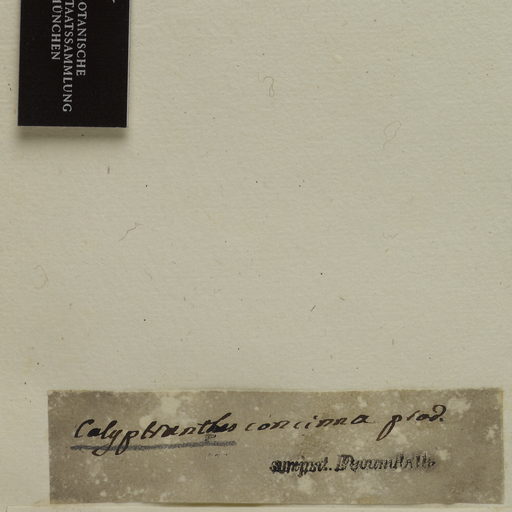 BOTANISCHE
STAATSSAMMLUNG
MÜNCHEN
Calyptranthes concinna prod.